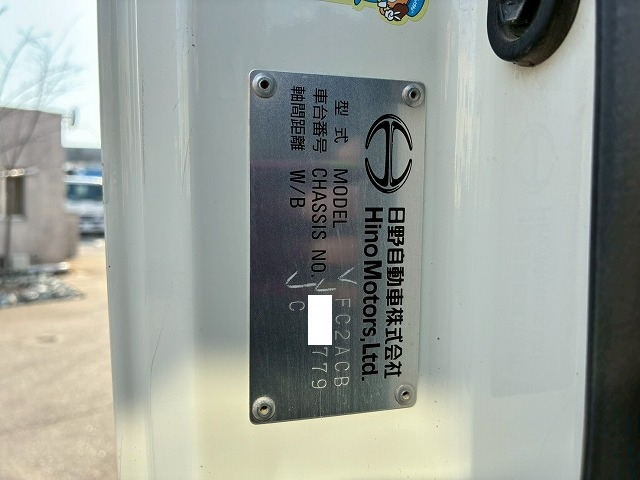 日野自動車株式会社
Hino Motors, Ltd.
型式 MODEL FC2ACB
車台番号 CHASSIS NO. 779
軸間距離 W/B C